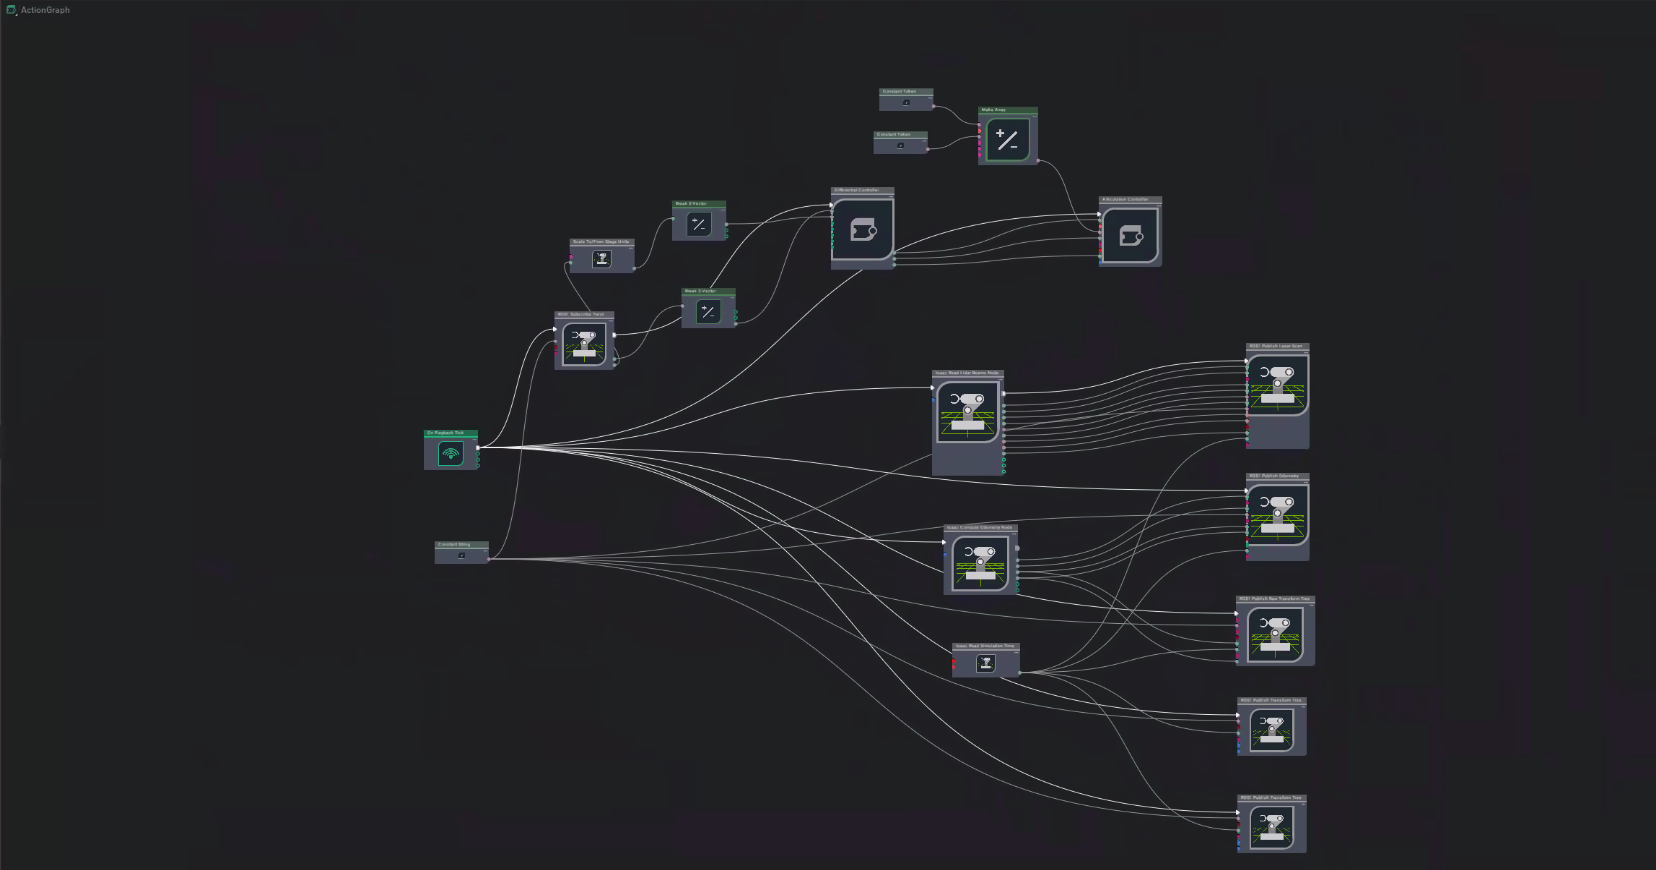 ActionGraph
Constant Token
Make Array
Constant Token
Differential Controller
Articulation Controller
Break 3-Vector
Scale To/From Stage Units
Break 3-Vector
ROS1 Subscribe Twist
ROS1 Publish Laser Scan
Isaac Read Lidar Beams Node
On Playback Tick
ROS1 Publish Odometry
Isaac Compute Odometry Node
Constant String
ROS1 Publish Raw Transform Tree
Isaac Read Simulation Time
ROS1 Publish Transform Tree
ROS1 Publish Transform Tree